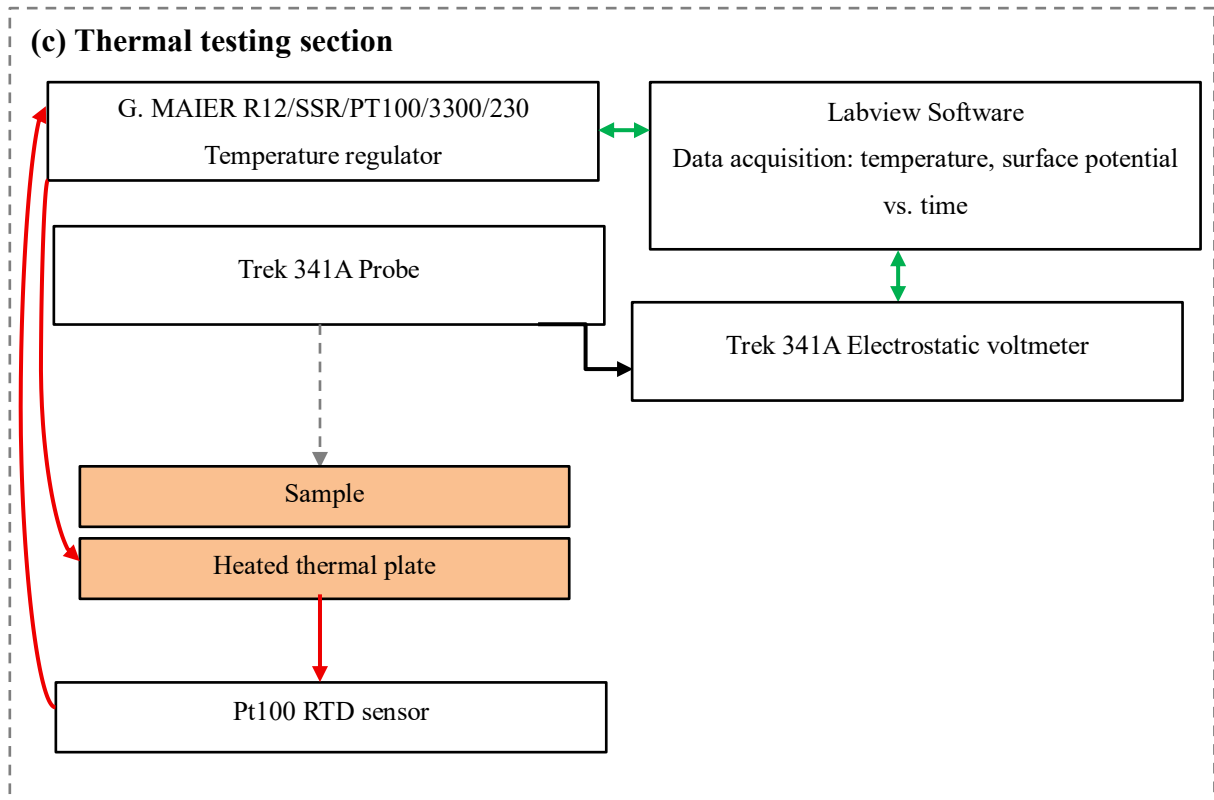 (c) Thermal testing section
G. MAIER R12/SSR/PT100/3300/230
Temperature regulator
Labview Software
Data acquisition: temperature, surface potential
vs. time
Trek 341A Probe
Trek 341A Electrostatic voltmeter
Sample
Heated thermal plate
Pt100 RTD sensor